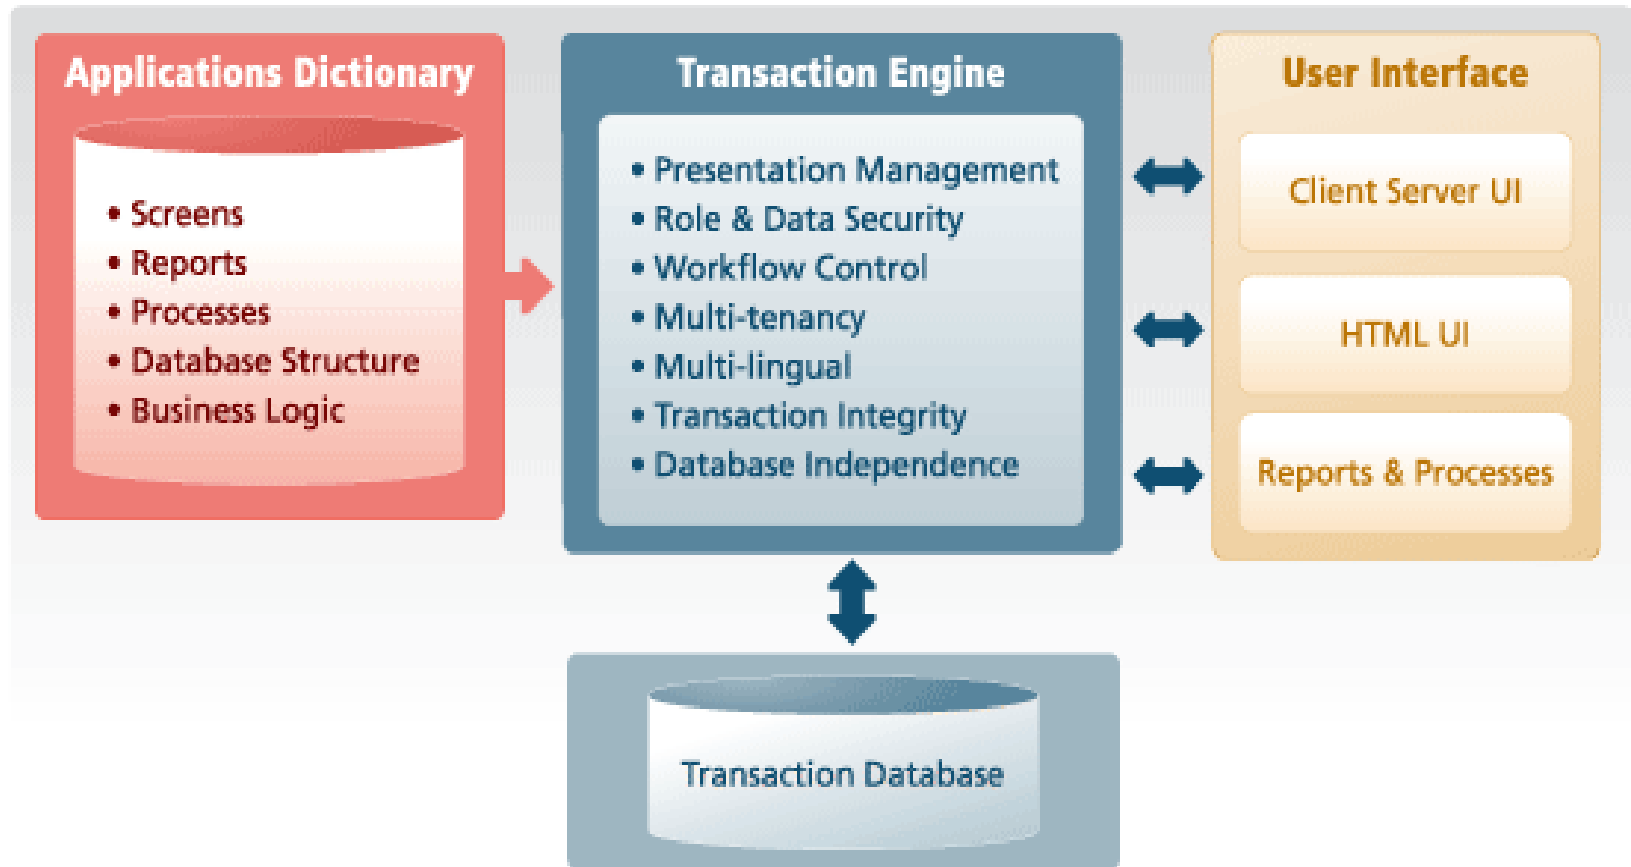 Applications Dictionary
• Screens
• Reports
• Processes
• Database Structure
• Business Logic
Transaction Engine
• Presentation Management
• Role & Data Security
• Workflow Control
• Multi-tenancy
• Multi-lingual
• Transaction Integrity
• Database Independence
User Interface
Client Server UI
HTML UI
Reports & Processes
Transaction Database